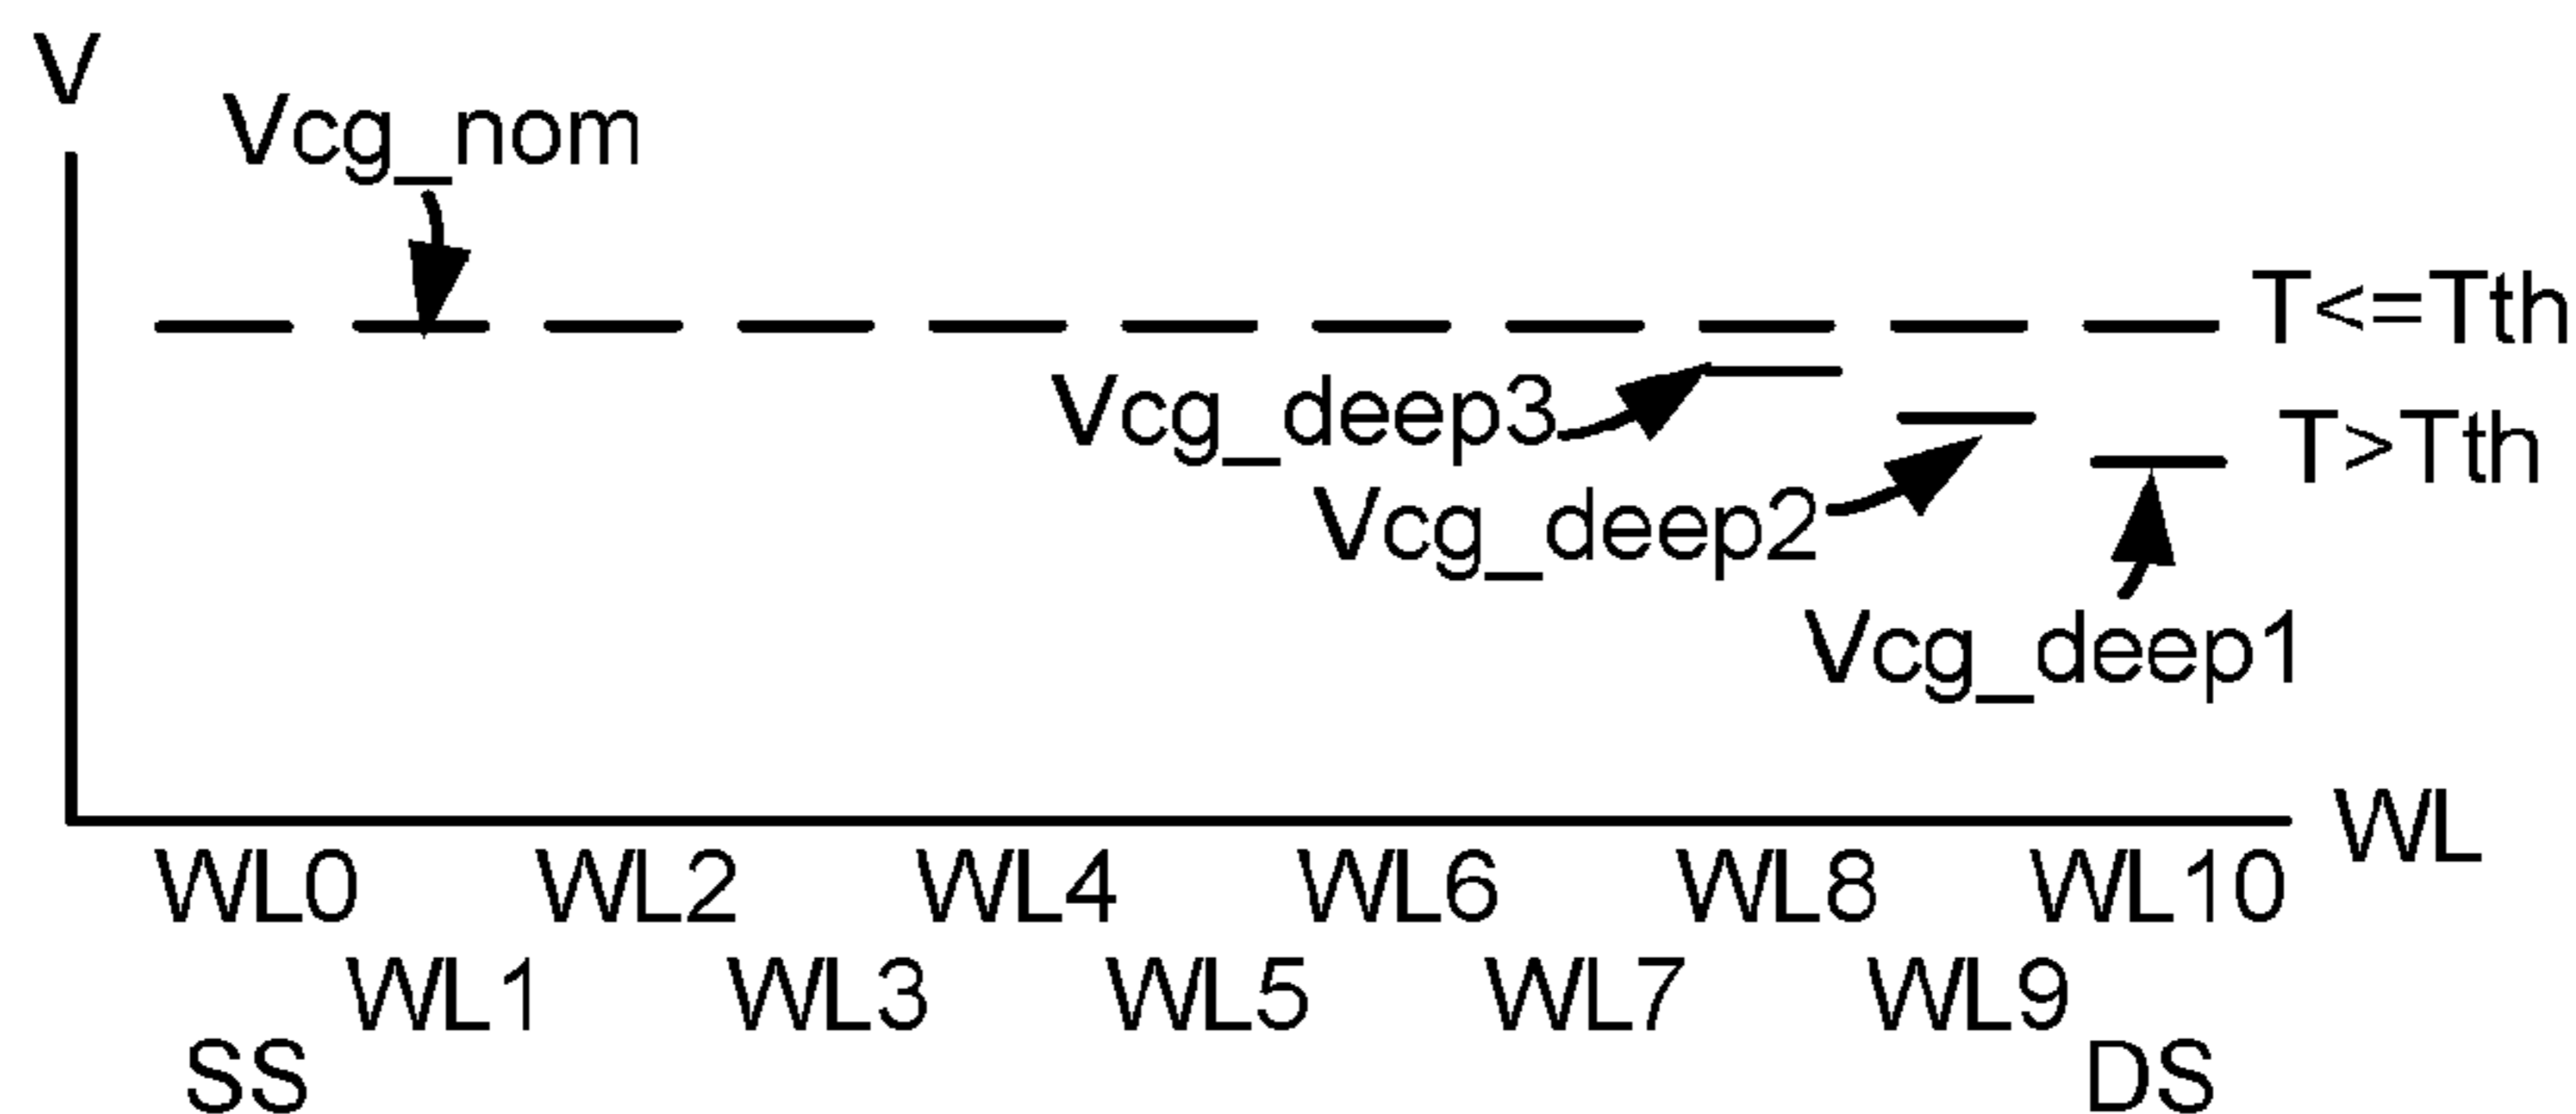 V
Vcg_nom
T<=Tth
Vcg_deep3
T>Tth
Vcg_deep2
Vcg_deep1
WL
WL0 WL2 WL4 WL6 WL8 WL10
WL1 WL3 WL5 WL7 WL9
SS DS